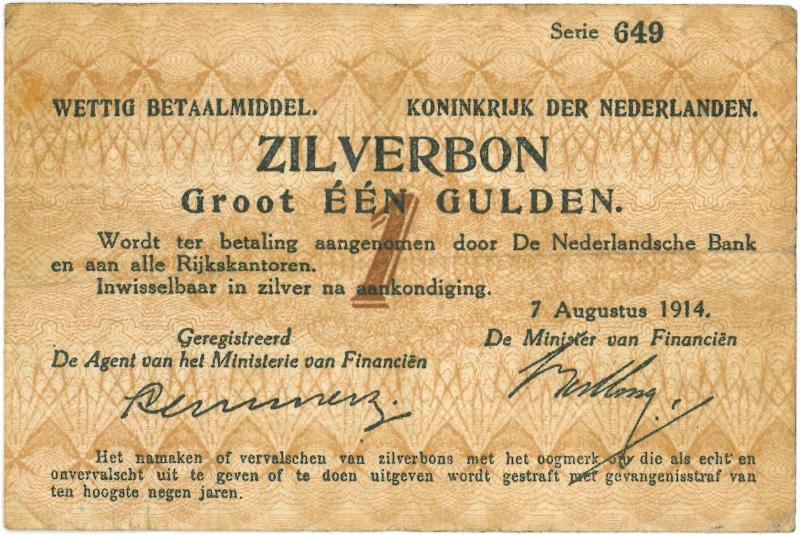 Serie 649
WETTIG BETAALMIDDEL. KONINKRIJK DER NEDERLANDEN.
ZILVERBON
Groot ÉÉN GULDEN.
1
Wordt ter betaling aangenomen door De Nederlandsche Bank
en aan alle Rijkskantoren.
Inwisselbaar in zilver na aankondiging.
7 Augustus 1914.
Geregistreerd De Minister van Financiën
De Agent van het Ministerie van Financiën
Het namaken of vervalschen van zilverbons met het oogmerk om die als echt en
onvervalscht uit te geven of te doen uitgeven wordt gestraft met gevangenisstraf van
ten hoogste negen jaren.